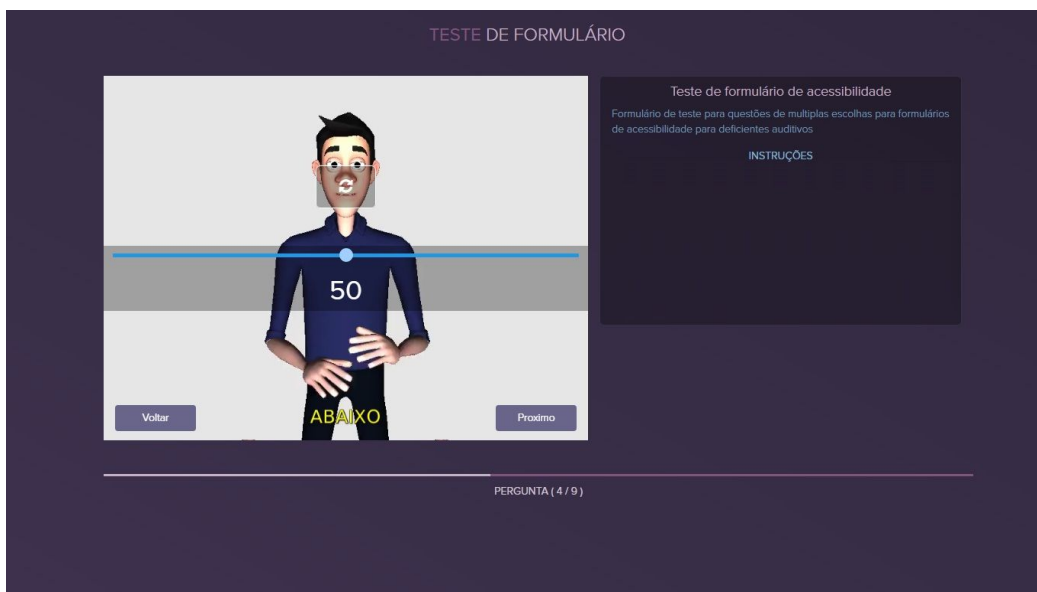 TESTE DE FORMULÁRIO
Teste de formulário de acessibilidade
Formulário de teste para questões de multiplas escolhas para formulários
de acessibilidade para deficientes auditivos
INSTRUÇÕES
50
Voltar
ABAIXO
Proximo
PERGUNTA ( 4 / 9 )